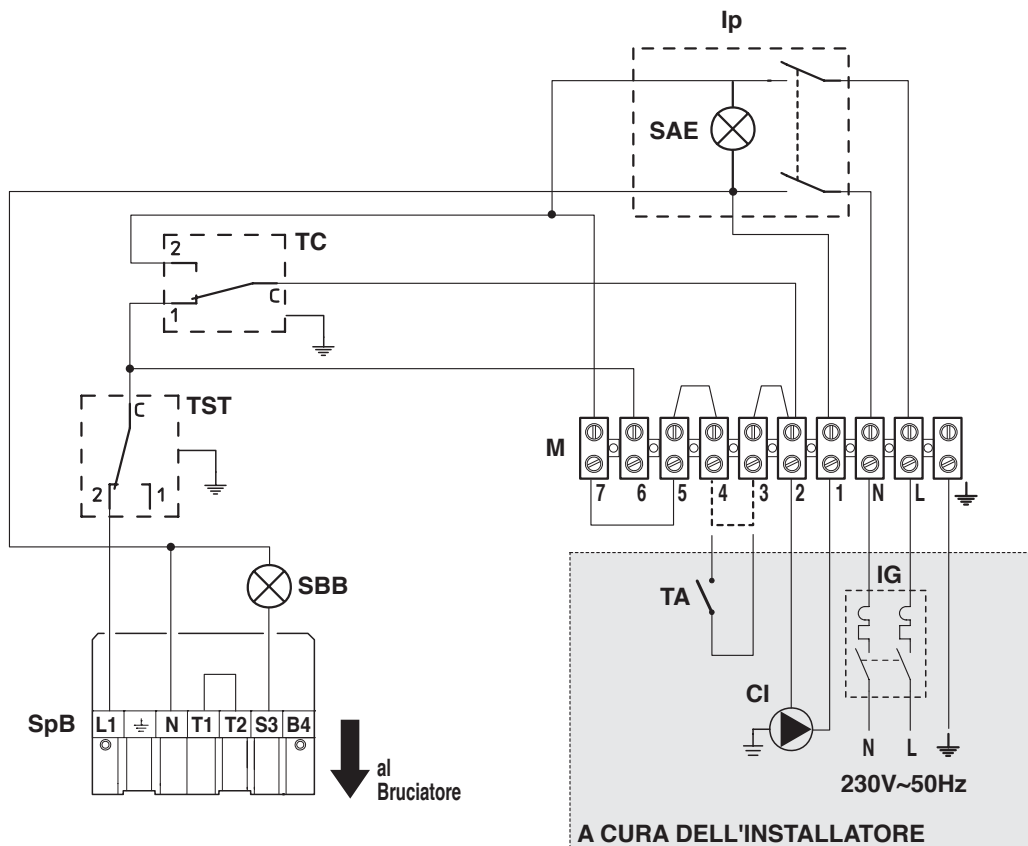 Ip
SAE
2
TC
C
1
C
TST
2
1
M
7
6
5
4
3
2
1
N
L
SBB
IG
TA
CI
SpB
L1
N
T1
T2
S3
B4
al
Bruciatore
N
L
230V~50Hz
A CURA DELL'INSTALLATORE